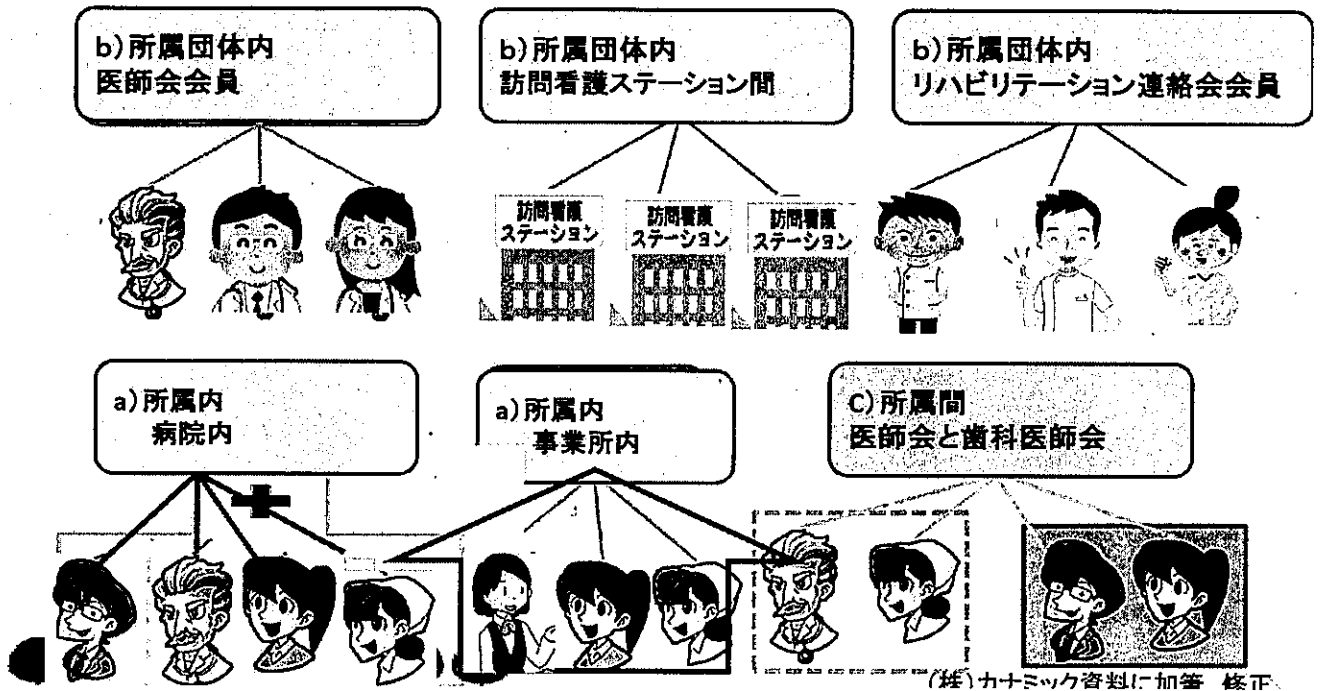 b)所属団体内
医師会会員
b)所属団体内
訪問看護ステーション間
b)所属団体内
リハビリテーション連絡会会員
訪問看護
ステーション
訪問看護
ステーション
訪問看護
ステーション
a)所属内
病院内
a)所属内
事業所内
C)所属間
医師会と歯科医師会
(株)カナミック資料に加筆、修正